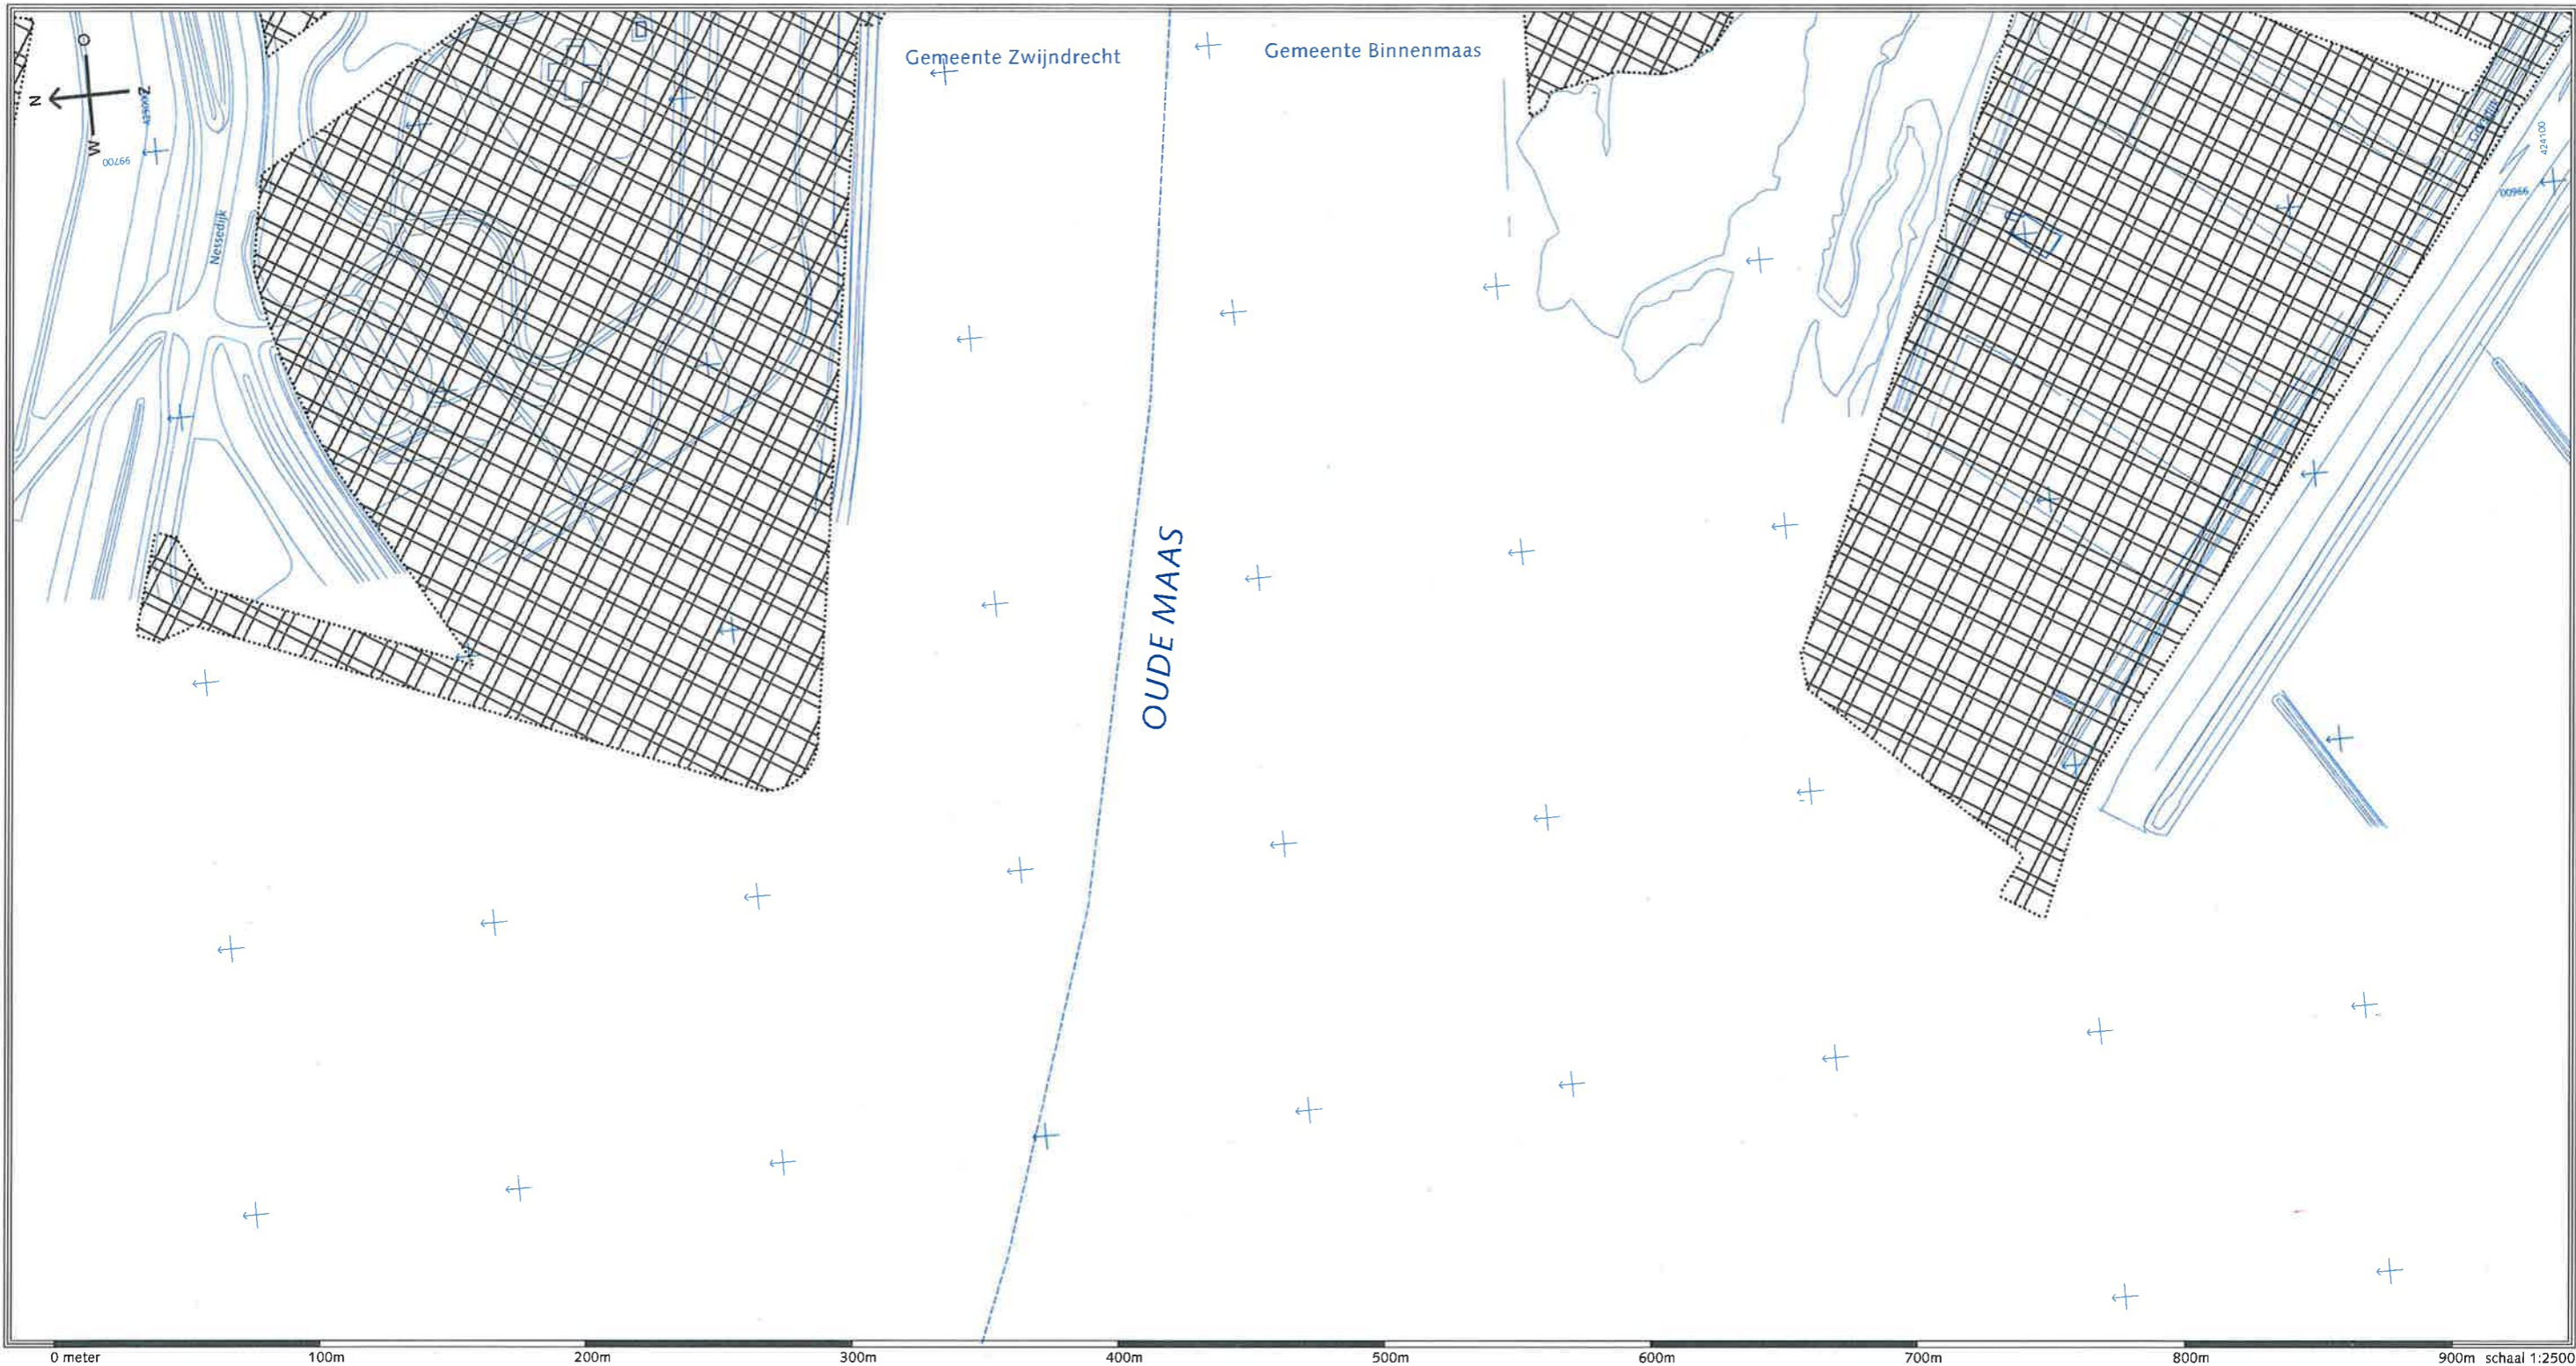 Gemeente Zwijndrecht
Gemeente Binnenmaas
O
N
Z
W
99700
424100
99600
Nessedijk
OUDE MAAS
0 meter
100m
200m
300m
400m
500m
600m
700m
800m
900m schaal 1:2500